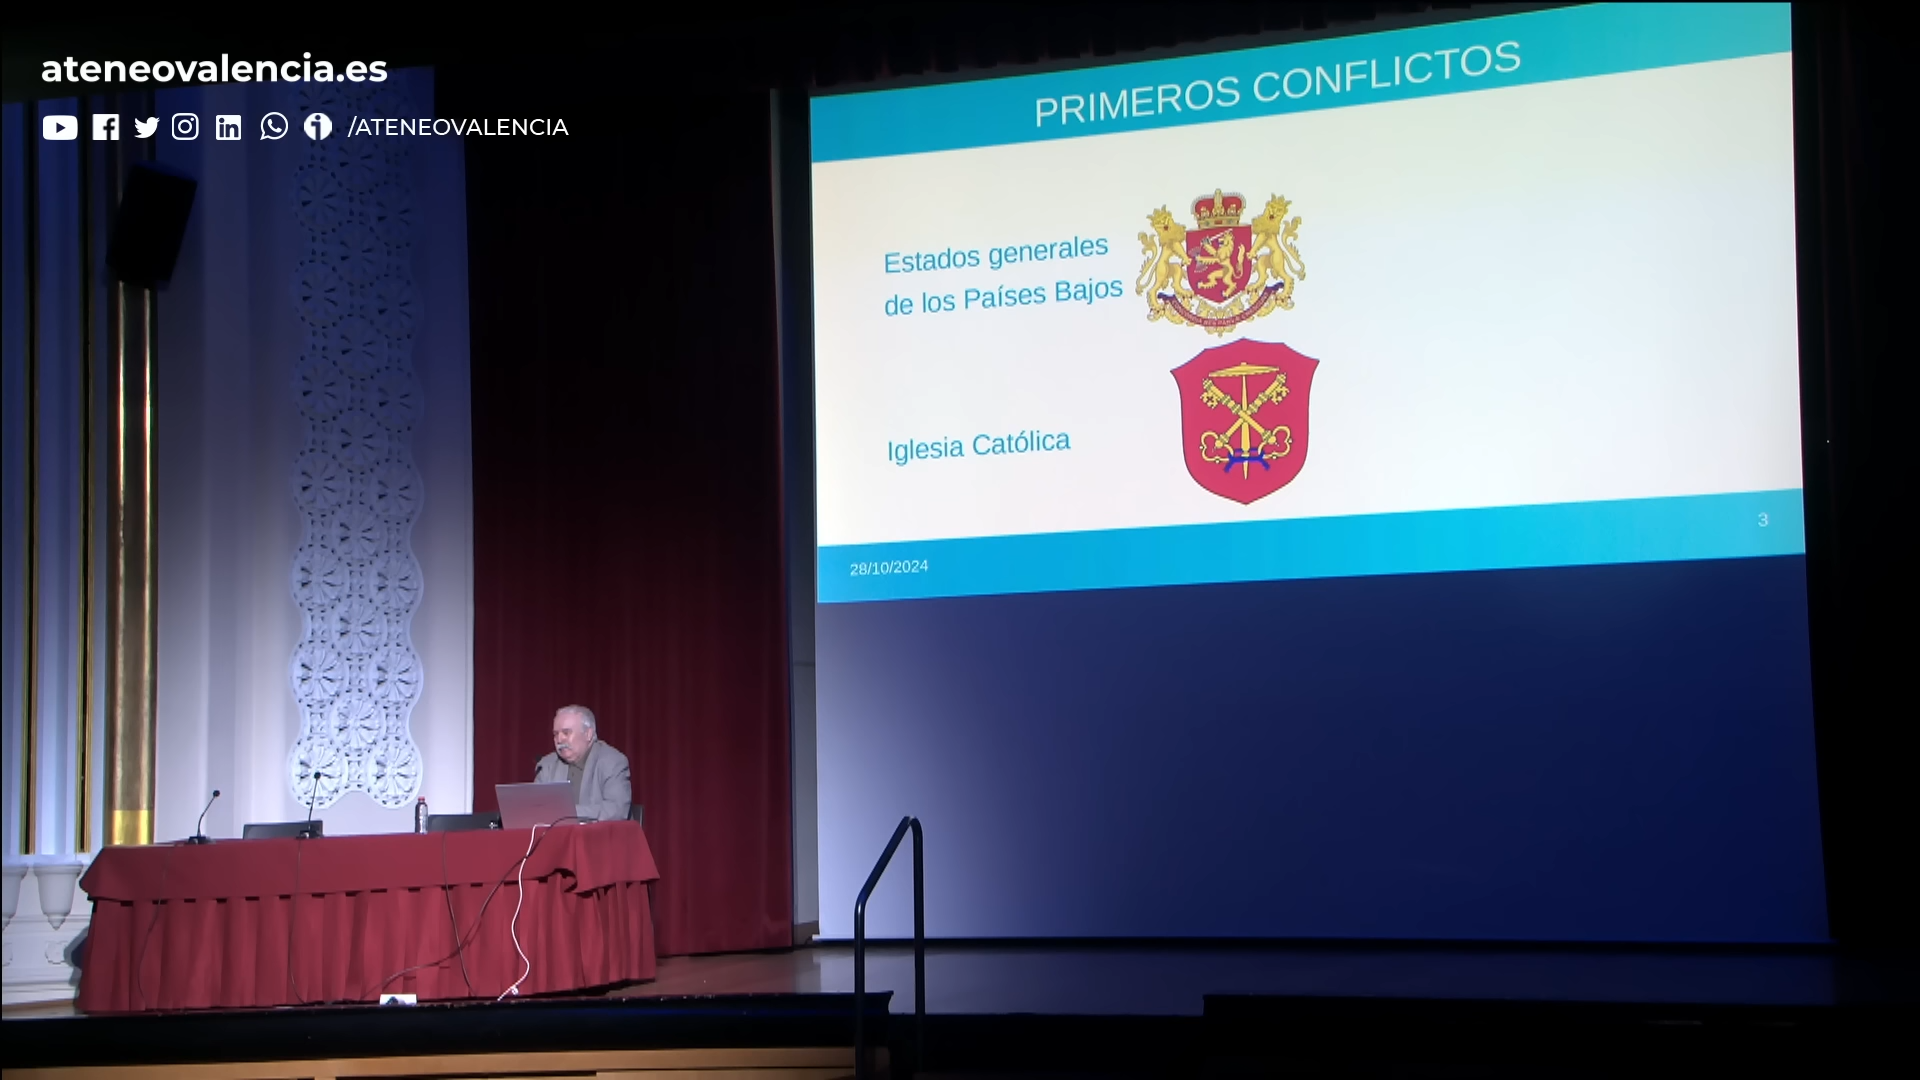 ateneovalencia.es
/ATENEOVALENCIA
PRIMEROS CONFLICTOS
Estados generales
de los Países Bajos
Iglesia Católica
28/10/2024
3